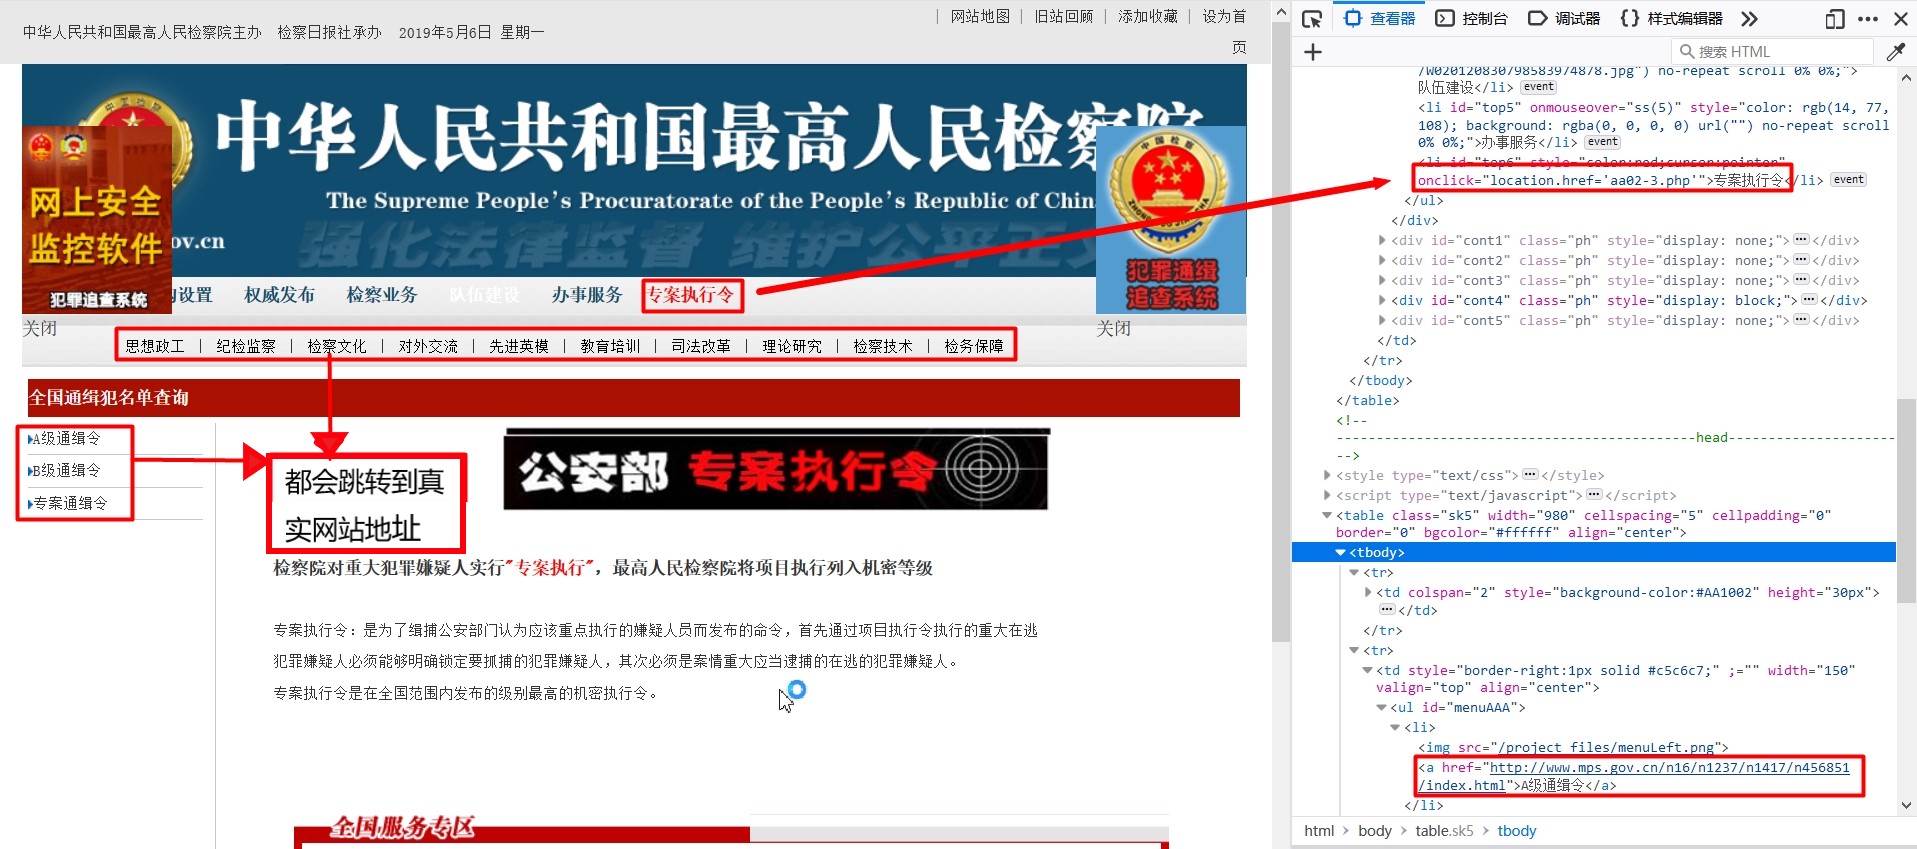 网站地图 | 旧站回顾 | 添加收藏 | 设为首
页
中华人民共和国最高人民检察院主办 检察日报社承办 2019年5月6日 星期一
中华人民共和国最高人民检察院
The Supreme People's Procuratorate of the People's Republic of Chin
强化法律监督 维护公平正义
ov.cn
网上安全
监控软件
犯罪追查系统
关闭
中国检察
犯罪通缉
追查系统
关闭
设置 权威发布 检察业务 队伍建设 办事服务 专案执行令
思想政工 | 纪检监察 | 检察文化 | 对外交流 | 先进英模 | 教育培训 | 司法改革 | 理论研究 | 检察技术 | 检务保障
全国通缉犯名单查询
A级通缉令
B级通缉令
专案通缉令
都会跳转到真
实网站地址
公安部 专案执行令
检察院对重大犯罪嫌疑人实行"专案执行"，最高人民检察院将项目执行列入机密等级
专案执行令：是为了缉捕公安部门认为应该重点执行的嫌疑人员而发布的命令，首先通过项目执行令执行的重大在逃
犯罪嫌疑人必须能够明确锁定要抓捕的犯罪嫌疑人，其次必须是案情重大应当逮捕的在逃的犯罪嫌疑人。
专案执行令是在全国范围内发布的级别最高的机密执行令。
全国服务专区
查看器 控制台 调试器 样式编辑器
搜索 HTML
/W020120830798583974878.jpg") no-repeat scroll 0% 0%;">
队伍建设</li> event
<li id="top5" onmouseover="ss(5)" style="color: rgb(14, 77,
108); background: rgba(0, 0, 0, 0) url("") no-repeat scroll
0% 0%;">办事服务</li> event
<li id="top6" style="color:red;cursor:pointer"
onclick="location.href='aa02-3.php'">专案执行令</li> event
</ul>
</div>
<div id="cont1" class="ph" style="display: none;">…</div>
<div id="cont2" class="ph" style="display: none;">…</div>
<div id="cont3" class="ph" style="display: none;">…</div>
<div id="cont4" class="ph" style="display: block;">…</div>
<div id="cont5" class="ph" style="display: none;">…</div>
</td>
</tr>
</tbody>
</table>
<!--
--------------------------------------------head--------------------
-->
<style type="text/css">…</style>
<script type="text/javascript">…</script>
<table class="sk5" width="980" cellspacing="5" cellpadding="0"
border="0" bgcolor="#ffffff" align="center">
<tbody>
<tr>
<td colspan="2" style="background-color:#AA1002" height="30px">
…</td>
</tr>
<tr>
<td style="border-right:1px solid #c5c6c7;" ;="" width="150"
valign="top" align="center">
<ul id="menuAAA">
<li>
<img src="/project_files/menuLeft.png">
<a href="http://www.mps.gov.cn/n16/n1237/n1417/n456851
/index.html">A级通缉令</a>
</li>
html > body > table.sk5 > tbody